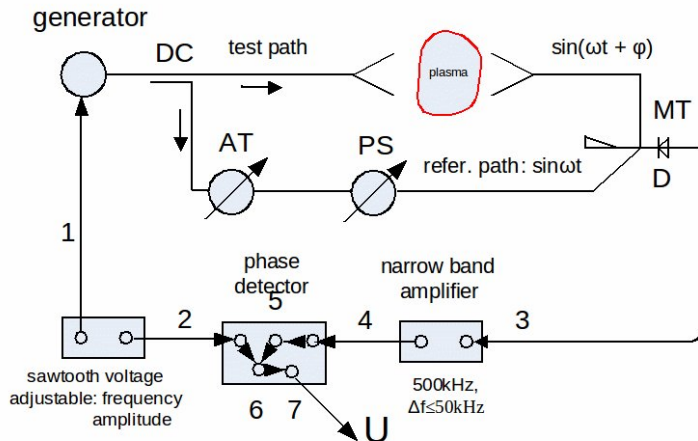 generator
DC
test path
plasma
sin(ωt + φ)
MT
AT
PS
refer. path: sinωt
D
1
phase
detector
narrow band
amplifier
2
5
4
3
sawtooth voltage
adjustable: frequency
amplitude
6
7
U
500kHz,
Δf≤50kHz